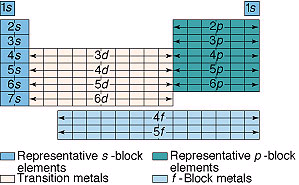 1s 1s
2s 2p
3s 3p
4s 3d 4p
5s 4d 5p
6s 5d 6p
7s 6d
4f
5f
Representative s-block elements
Representative p-block elements
Transition metals
f-Block metals